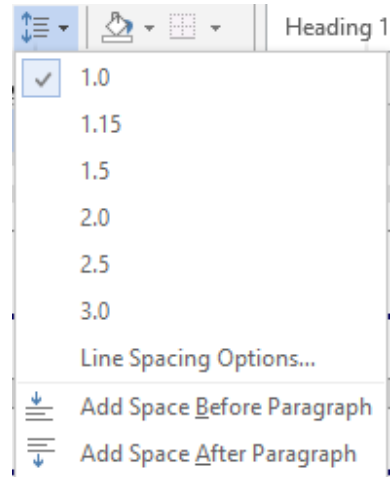 Heading 1
1.0
1.15
1.5
2.0
2.5
3.0
Line Spacing Options...
Add Space Before Paragraph
Add Space After Paragraph